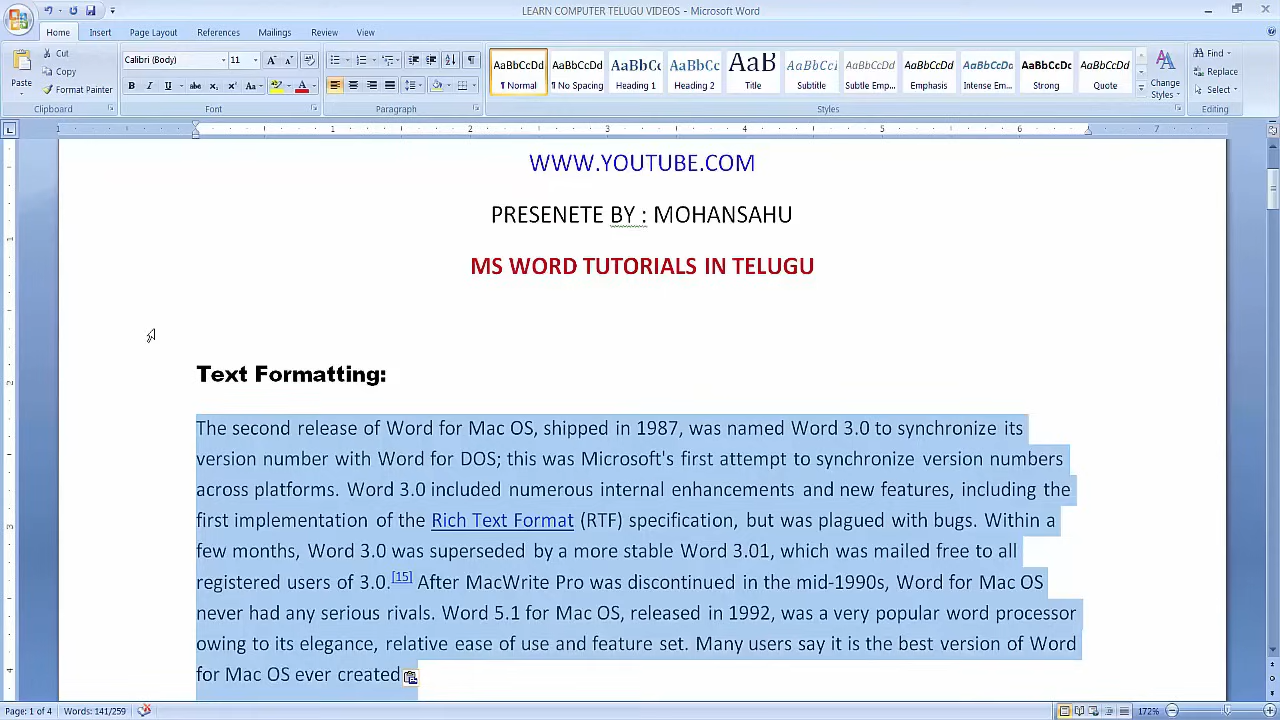 LEARN COMPUTER TELUGU VIDEOS - Microsoft Word
Home Insert Page Layout References Mailings Review View
Paste Cut Copy Format Painter
Calibri (Body) 11
AaBbCcDd AaBbCcDd AaBbCc AaBbCc AaB AaBbCcI AaBbCcDd AaBbCcDd AaBbCcDd AaBbCcDd AaBbCcDd
¶ Normal ¶ No Spacing Heading 1 Heading 2 Title Subtitle Subtle Emp... Emphasis Intense Em... Strong Quote
Change Styles
Find Replace Select
Clipboard Font Paragraph Styles Editing
1 1 2 3 4 5 6 7
WWW.YOUTUBE.COM
PRESENETE BY : MOHANSAHU
MS WORD TUTORIALS IN TELUGU
Text Formatting:
The second release of Word for Mac OS, shipped in 1987, was named Word 3.0 to synchronize its
version number with Word for DOS; this was Microsoft's first attempt to synchronize version numbers
across platforms. Word 3.0 included numerous internal enhancements and new features, including the
first implementation of the Rich Text Format (RTF) specification, but was plagued with bugs. Within a
few months, Word 3.0 was superseded by a more stable Word 3.01, which was mailed free to all
registered users of 3.0.[15] After MacWrite Pro was discontinued in the mid-1990s, Word for Mac OS
never had any serious rivals. Word 5.1 for Mac OS, released in 1992, was a very popular word processor
owing to its elegance, relative ease of use and feature set. Many users say it is the best version of Word
for Mac OS ever created
Page: 1 of 4 Words: 141/259 172%